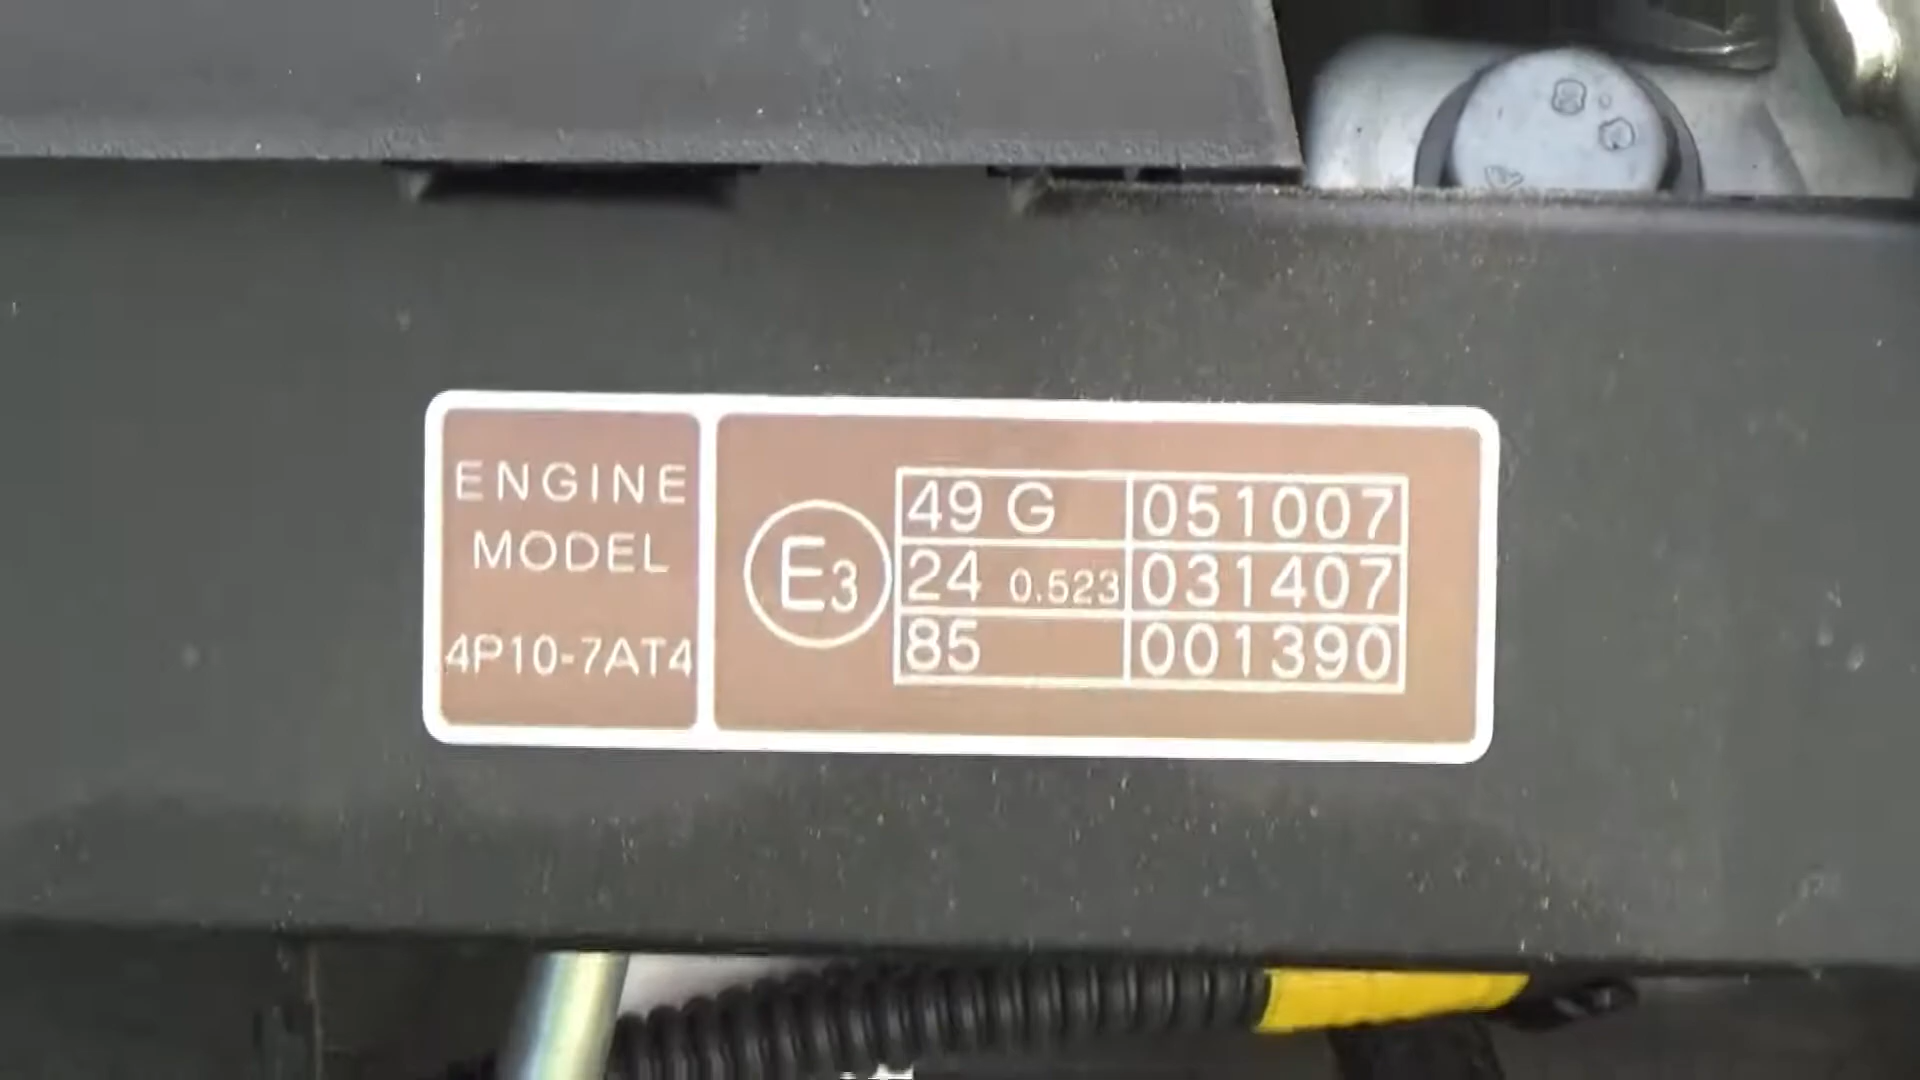 ENGINE
MODEL
4P10-7AT4
E3
49 G 051007
24 0.523 031407
85 001390